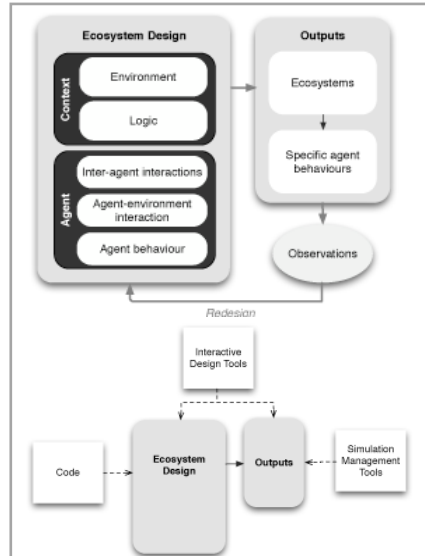 Ecosystem Design
Context
Environment
Logic
Agent
Inter-agent interactions
Agent-environment
interaction
Agent behaviour
Outputs
Ecosystems
Specific agent
behaviours
Observations
Redesign
Interactive
Design Tools
Code
Ecosystem
Design
Outputs
Simulation
Management
Tools